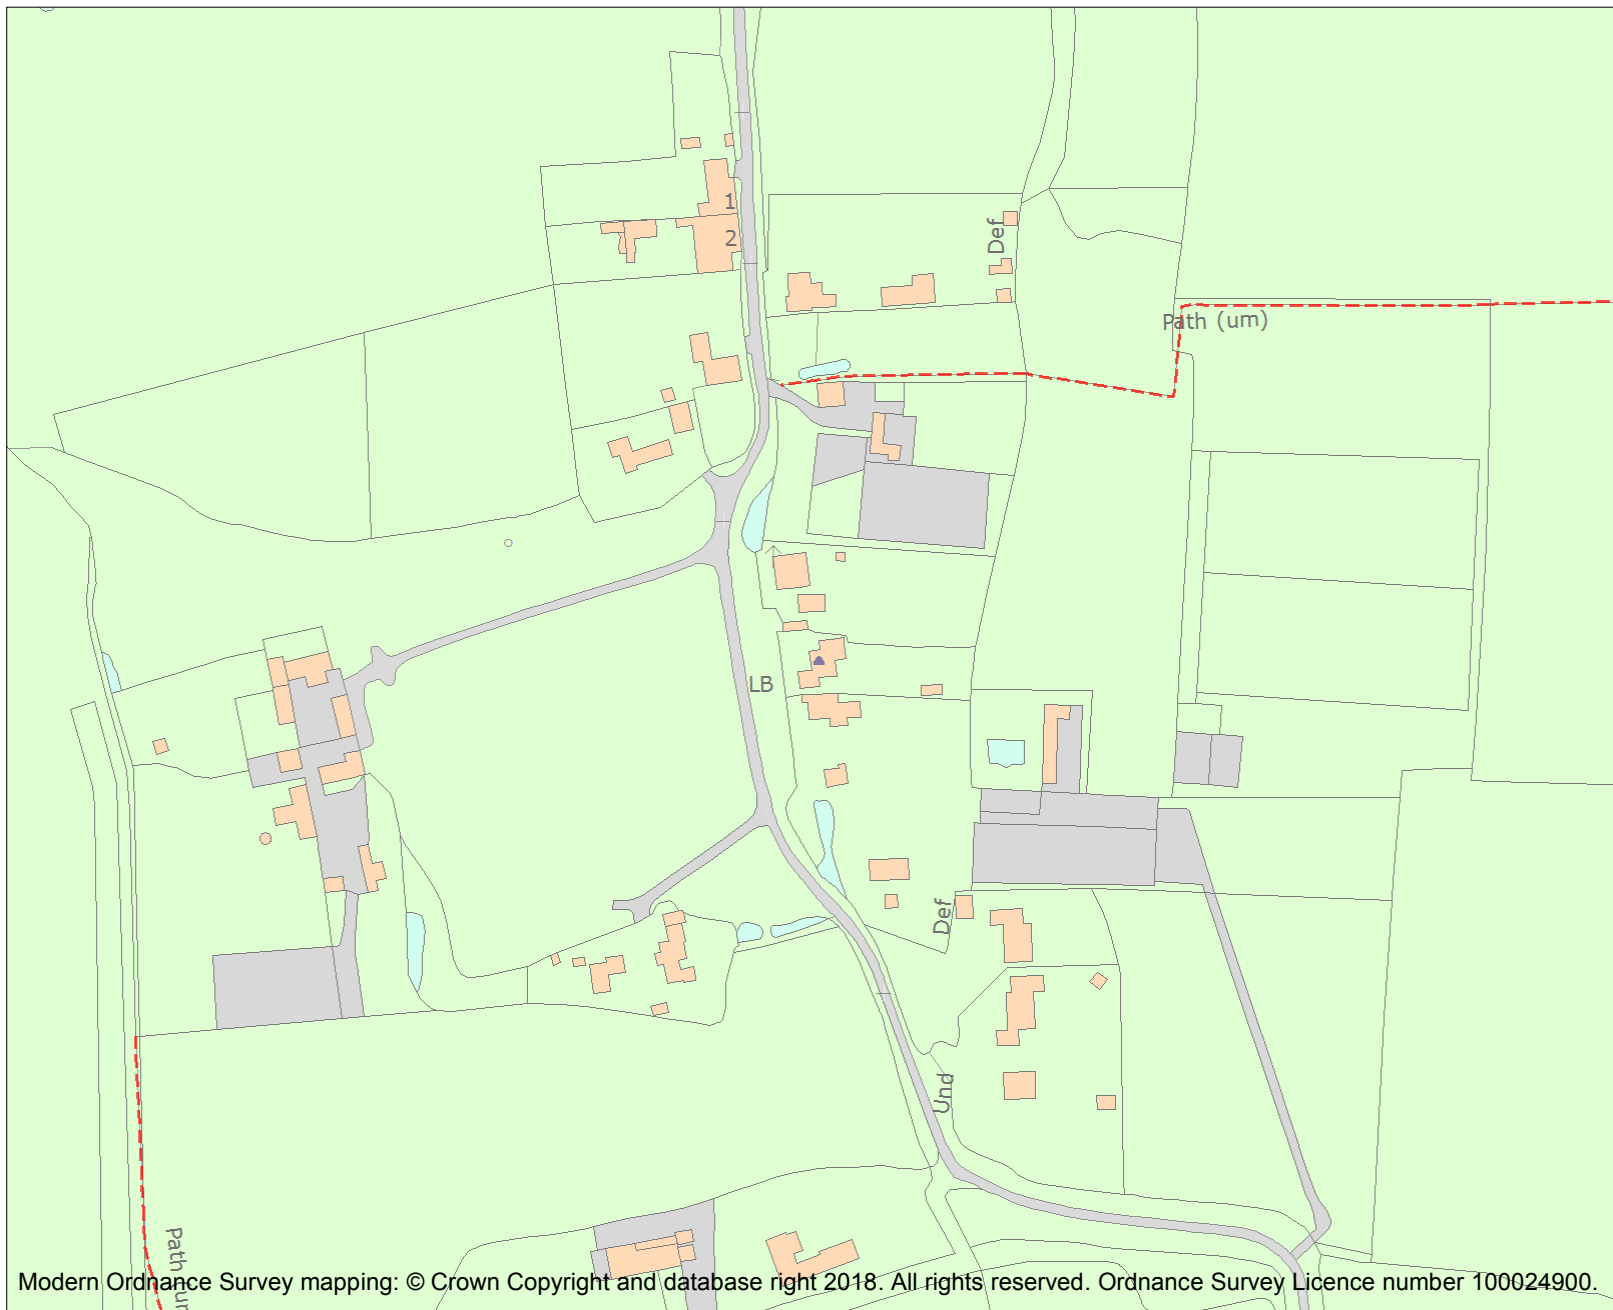 1
2
Def
Path (um)
LB
Def
Und
Path
Modern Ordnance Survey mapping: © Crown Copyright and database right 2018. All rights reserved. Ordnance Survey Licence number 100024900.